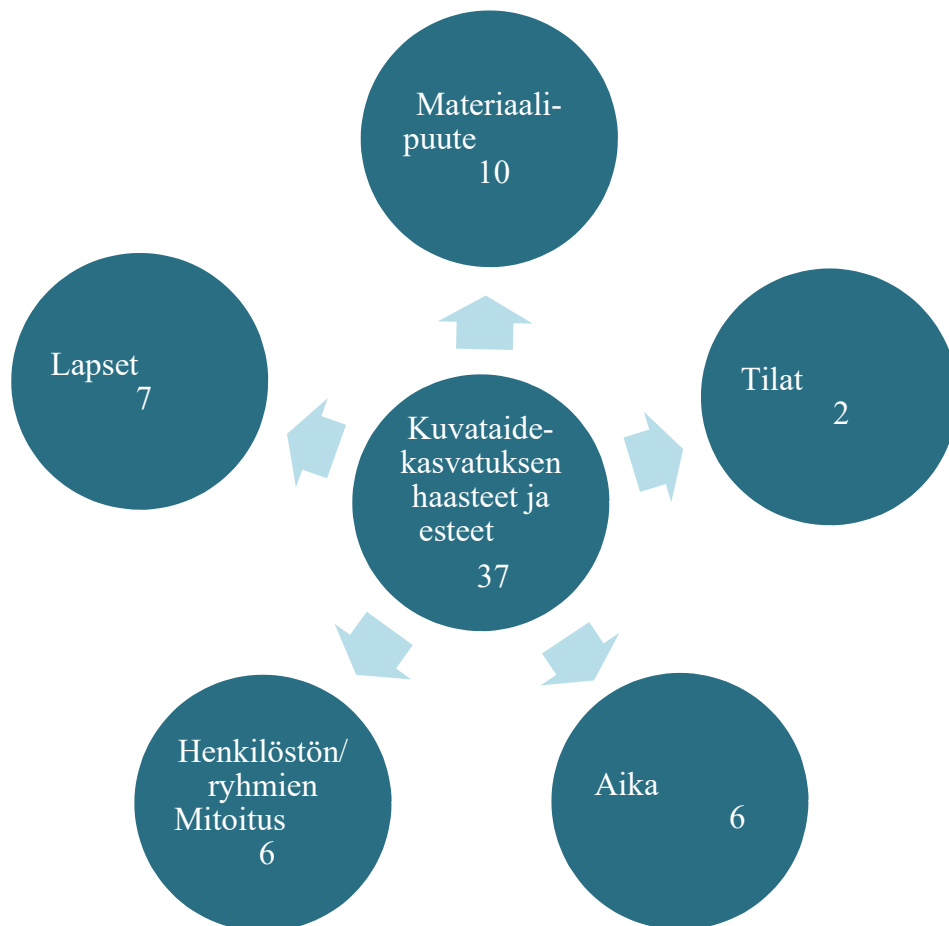 Materiaali-
puute
10
Lapset
7
Tilat
2
Kuvataide-
kasvatuksen
haasteet ja
esteet
37
Henkilöstön/
ryhmien
Mitoitus
6
Aika
6